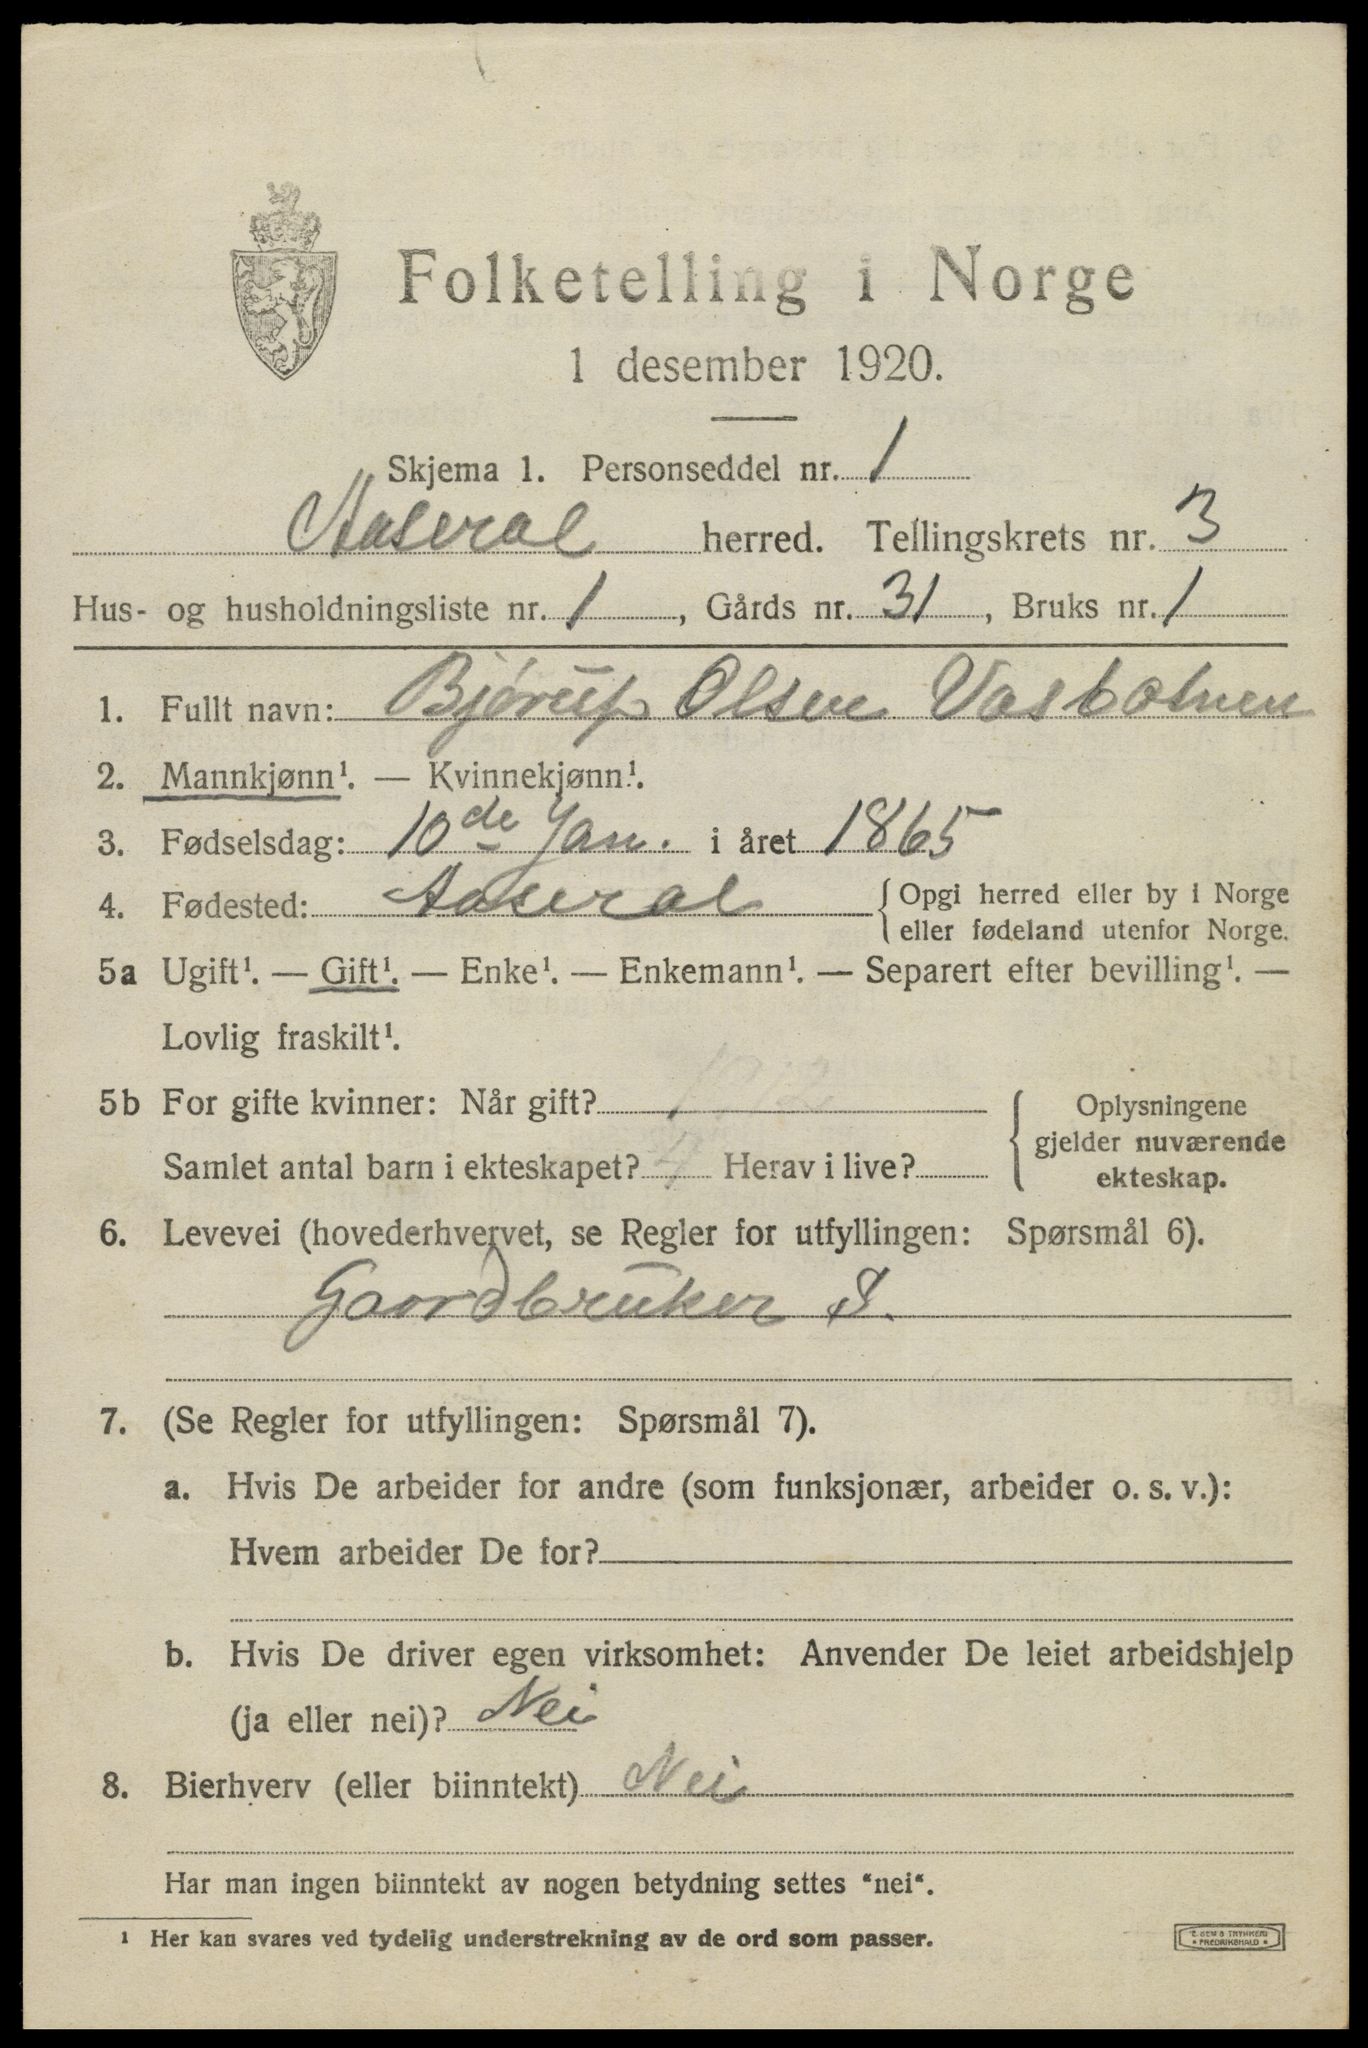 Folketelling i Norge
1 desember 1920.
Skjema 1. Personseddel nr. 1
Aaseral herred. Tellingskrets nr. 3
Hus- og husholdningsliste nr. 1, Gårds nr. 31, Bruks nr. 1
1. Fullt navn: Bjørulf Olsen Vasbotnen
2. Mannkjønn¹. — Kvinnekjønn¹.
3. Fødselsdag: 10de Jan. i året 1865
4. Fødested: Aaseral { Opgi herred eller by i Norge
eller fødeland utenfor Norge.
5a Ugift¹. — Gift¹. — Enke¹. — Enkemann¹. — Separert efter bevilling¹. —
Lovlig fraskilt¹.
5b For gifte kvinner: Når gift? 1912
Samlet antal barn i ekteskapet? 4 Herav i live?
{ Oplysningene
gjelder nuværende
ekteskap.
6. Levevei (hovederhvervet, se Regler for utfyllingen: Spørsmål 6).
Gaardbruker S.
7. (Se Regler for utfyllingen: Spørsmål 7).
a. Hvis De arbeider for andre (som funksjonær, arbeider o. s. v.):
Hvem arbeider De for?
b. Hvis De driver egen virksomhet: Anvender De leiet arbeidshjelp
(ja eller nei)? Nei
8. Bierhverv (eller biinntekt) Nei
Har man ingen biinntekt av nogen betydning settes "nei".
¹ Her kan svares ved tydelig understrekning av de ord som passer.
FREDRIKSHALD